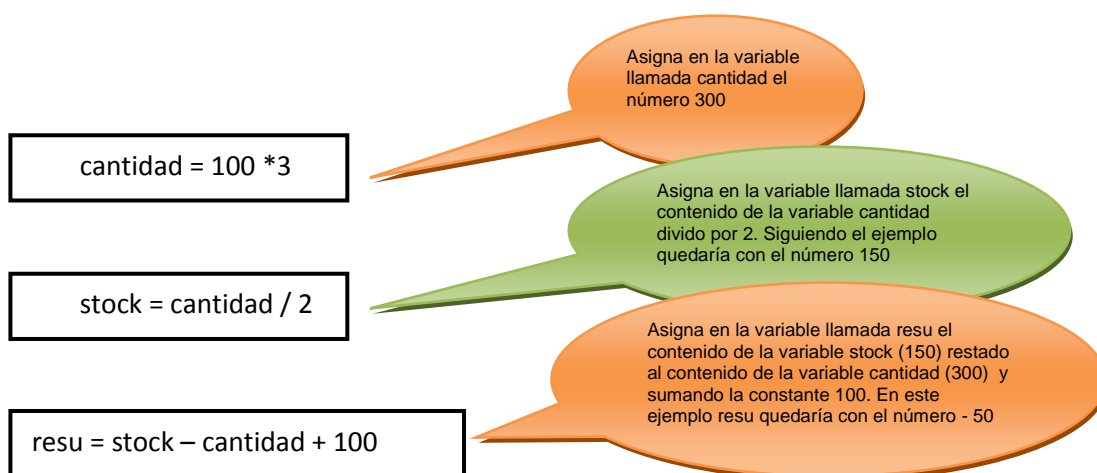 Asigna en la variable
llamada cantidad el
número 300
cantidad = 100 *3
Asigna en la variable llamada stock el
contenido de la variable cantidad
divido por 2. Siguiendo el ejemplo
quedaría con el número 150
stock = cantidad / 2
Asigna en la variable llamada resu el
contenido de la variable stock (150) restado
al contenido de la variable cantidad (300) y
sumando la constante 100. En este
ejemplo resu quedaría con el número - 50
resu = stock – cantidad + 100